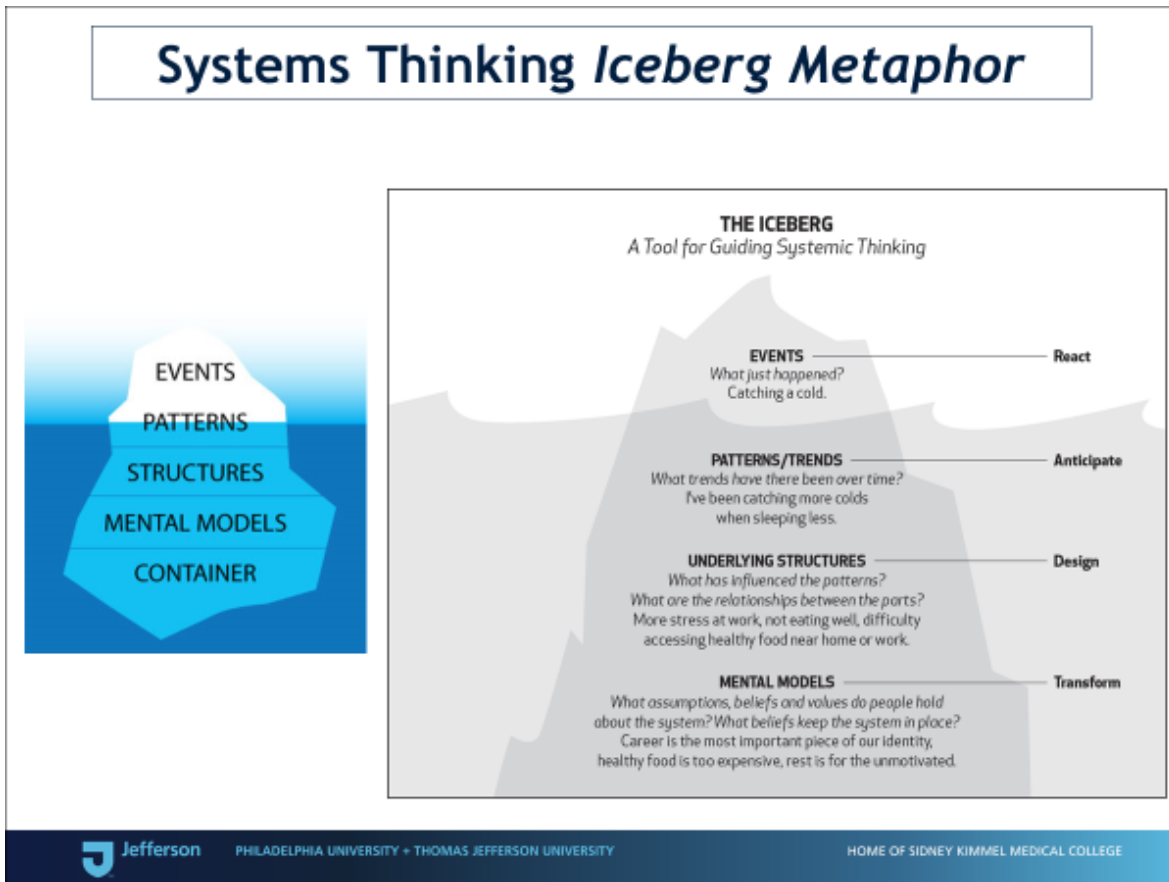 Systems Thinking Iceberg Metaphor
EVENTS
PATTERNS
STRUCTURES
MENTAL MODELS
CONTAINER
THE ICEBERG
A Tool for Guiding Systemic Thinking
EVENTS
React
What just happened?
Catching a cold.
PATTERNS/TRENDS
Anticipate
What trends have there been over time?
I've been catching more colds
when sleeping less.
UNDERLYING STRUCTURES
Design
What has influenced the patterns?
What are the relationships between the parts?
More stress at work, not eating well, difficulty
accessing healthy food near home or work.
MENTAL MODELS
Transform
What assumptions, beliefs and values do people hold
about the system? What beliefs keep the system in place?
Career is the most important piece of our identity,
healthy food is too expensive, rest is for the unmotivated.
Jefferson
PHILADELPHIA UNIVERSITY + THOMAS JEFFERSON UNIVERSITY
HOME OF SIDNEY KIMMEL MEDICAL COLLEGE